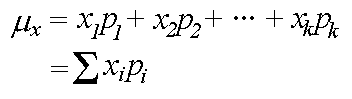 μₓ = x₁p₁ + x₂p₂ + ⋯ + xₖpₖ
= ∑ xᵢpᵢ